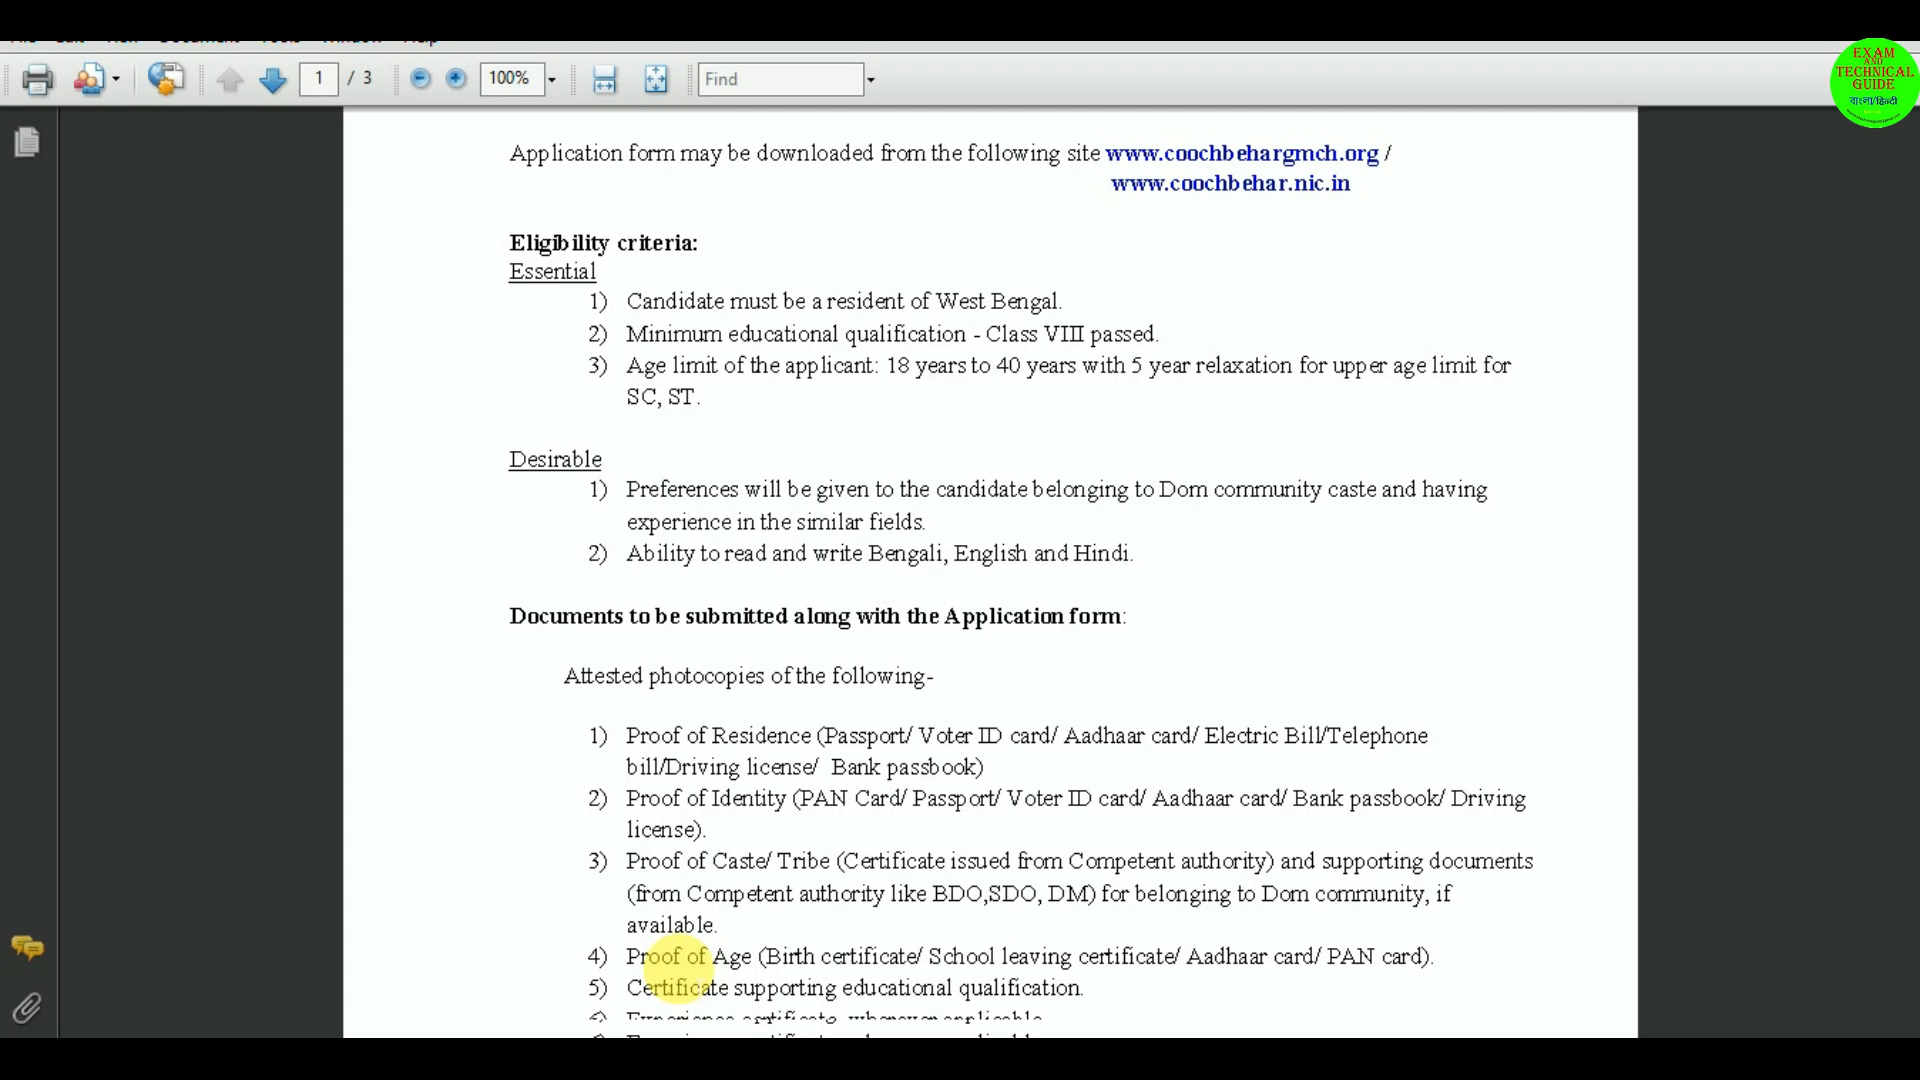 1 / 3
100%
Find
EXAM
AND
TECHNICAL
GUIDE
বাংলা/हिन्दी
Application form may be downloaded from the following site www.coochbehargmch.org /
www.coochbehar.nic.in
Eligibility criteria:
Essential
1) Candidate must be a resident of West Bengal.
2) Minimum educational qualification - Class VIII passed.
3) Age limit of the applicant: 18 years to 40 years with 5 year relaxation for upper age limit for
SC, ST.
Desirable
1) Preferences will be given to the candidate belonging to Dom community caste and having
experience in the similar fields.
2) Ability to read and write Bengali, English and Hindi.
Documents to be submitted along with the Application form:
Attested photocopies of the following-
1) Proof of Residence (Passport/ Voter ID card/ Aadhaar card/ Electric Bill/Telephone
bill/Driving license/ Bank passbook)
2) Proof of Identity (PAN Card/ Passport/ Voter ID card/ Aadhaar card/ Bank passbook/ Driving
license).
3) Proof of Caste/ Tribe (Certificate issued from Competent authority) and supporting documents
(from Competent authority like BDO,SDO, DM) for belonging to Dom community, if
available.
4) Proof of Age (Birth certificate/ School leaving certificate/ Aadhaar card/ PAN card).
5) Certificate supporting educational qualification.